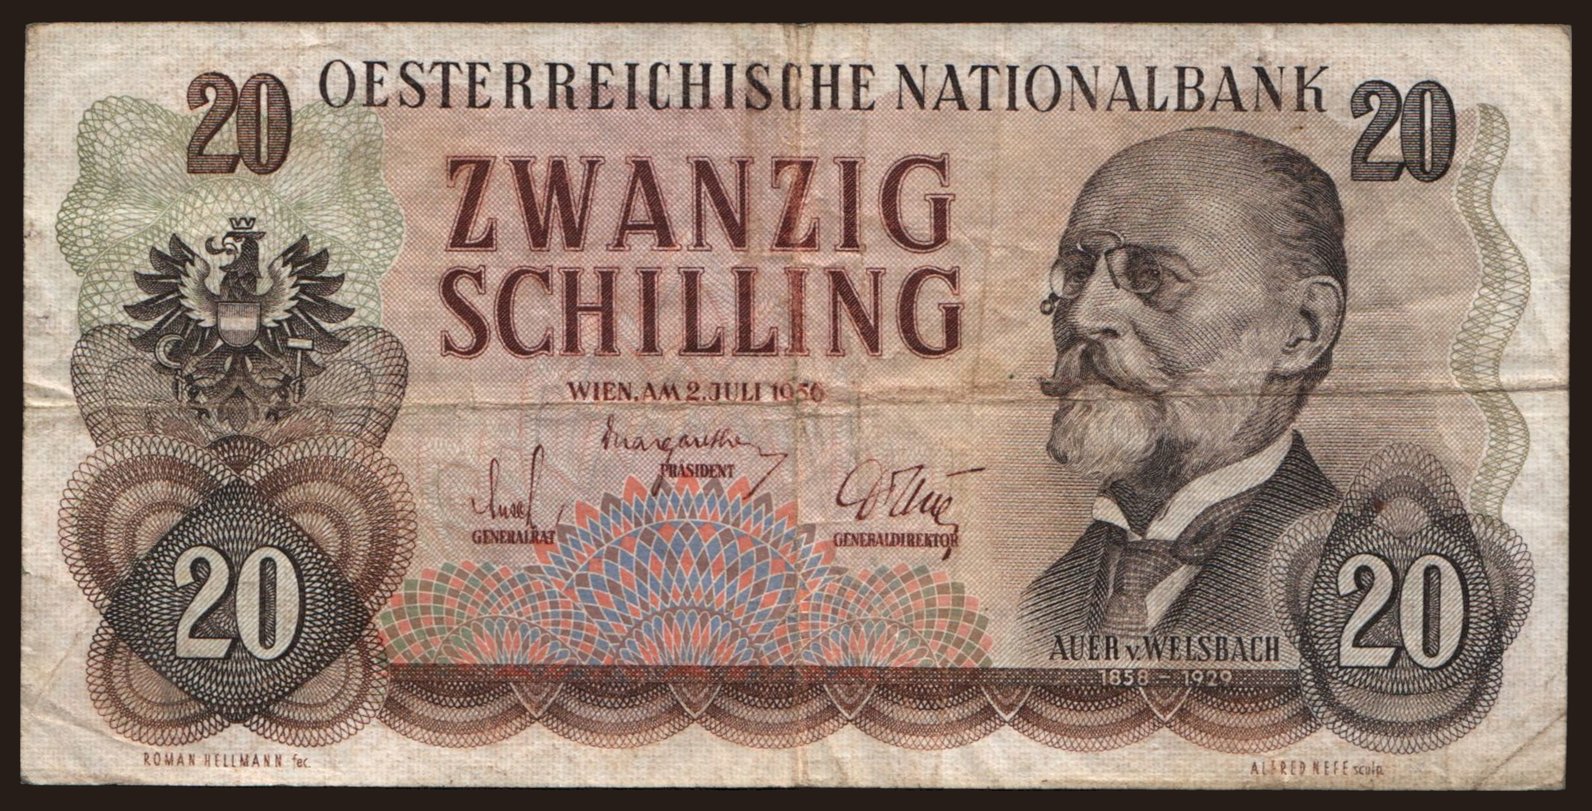 OESTERREICHISCHE NATIONALBANK
20
20
ZWANZIG
SCHILLING
WIEN, AM 2. JULI 1956
PRÄSIDENT
GENERALRAT
GENERALDIREKTOR
20
20
AUER v. WELSBACH
1858 - 1929
ROMAN HELLMANN fec.
ALFRED NEFE sculp.